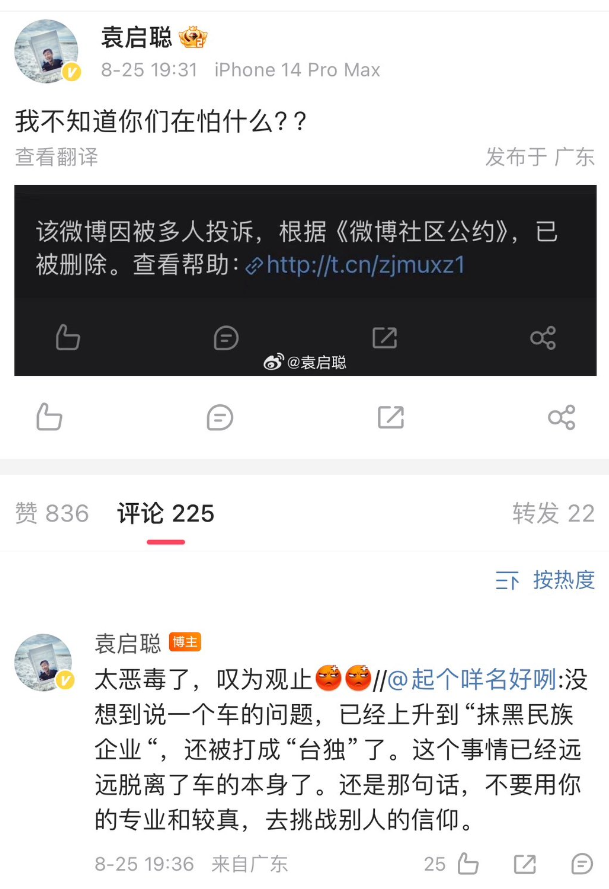 袁启聪
8-25 19:31 iPhone 14 Pro Max
我不知道你们在怕什么？？
查看翻译 发布于 广东
该微博因被多人投诉，根据《微博社区公约》，已
被删除。查看帮助：http://t.cn/zjmuxz1
@袁启聪
赞 836 评论 225 转发 22
按热度
袁启聪 博主
太恶毒了，叹为观止//@起个咩名好咧:没
想到说一个车的问题，已经上升到“抹黑民族
企业“，还被打成“台独”了。这个事情已经远
远脱离了车的本身了。还是那句话，不要用你
的专业和较真，去挑战别人的信仰。
8-25 19:36 来自广东 25